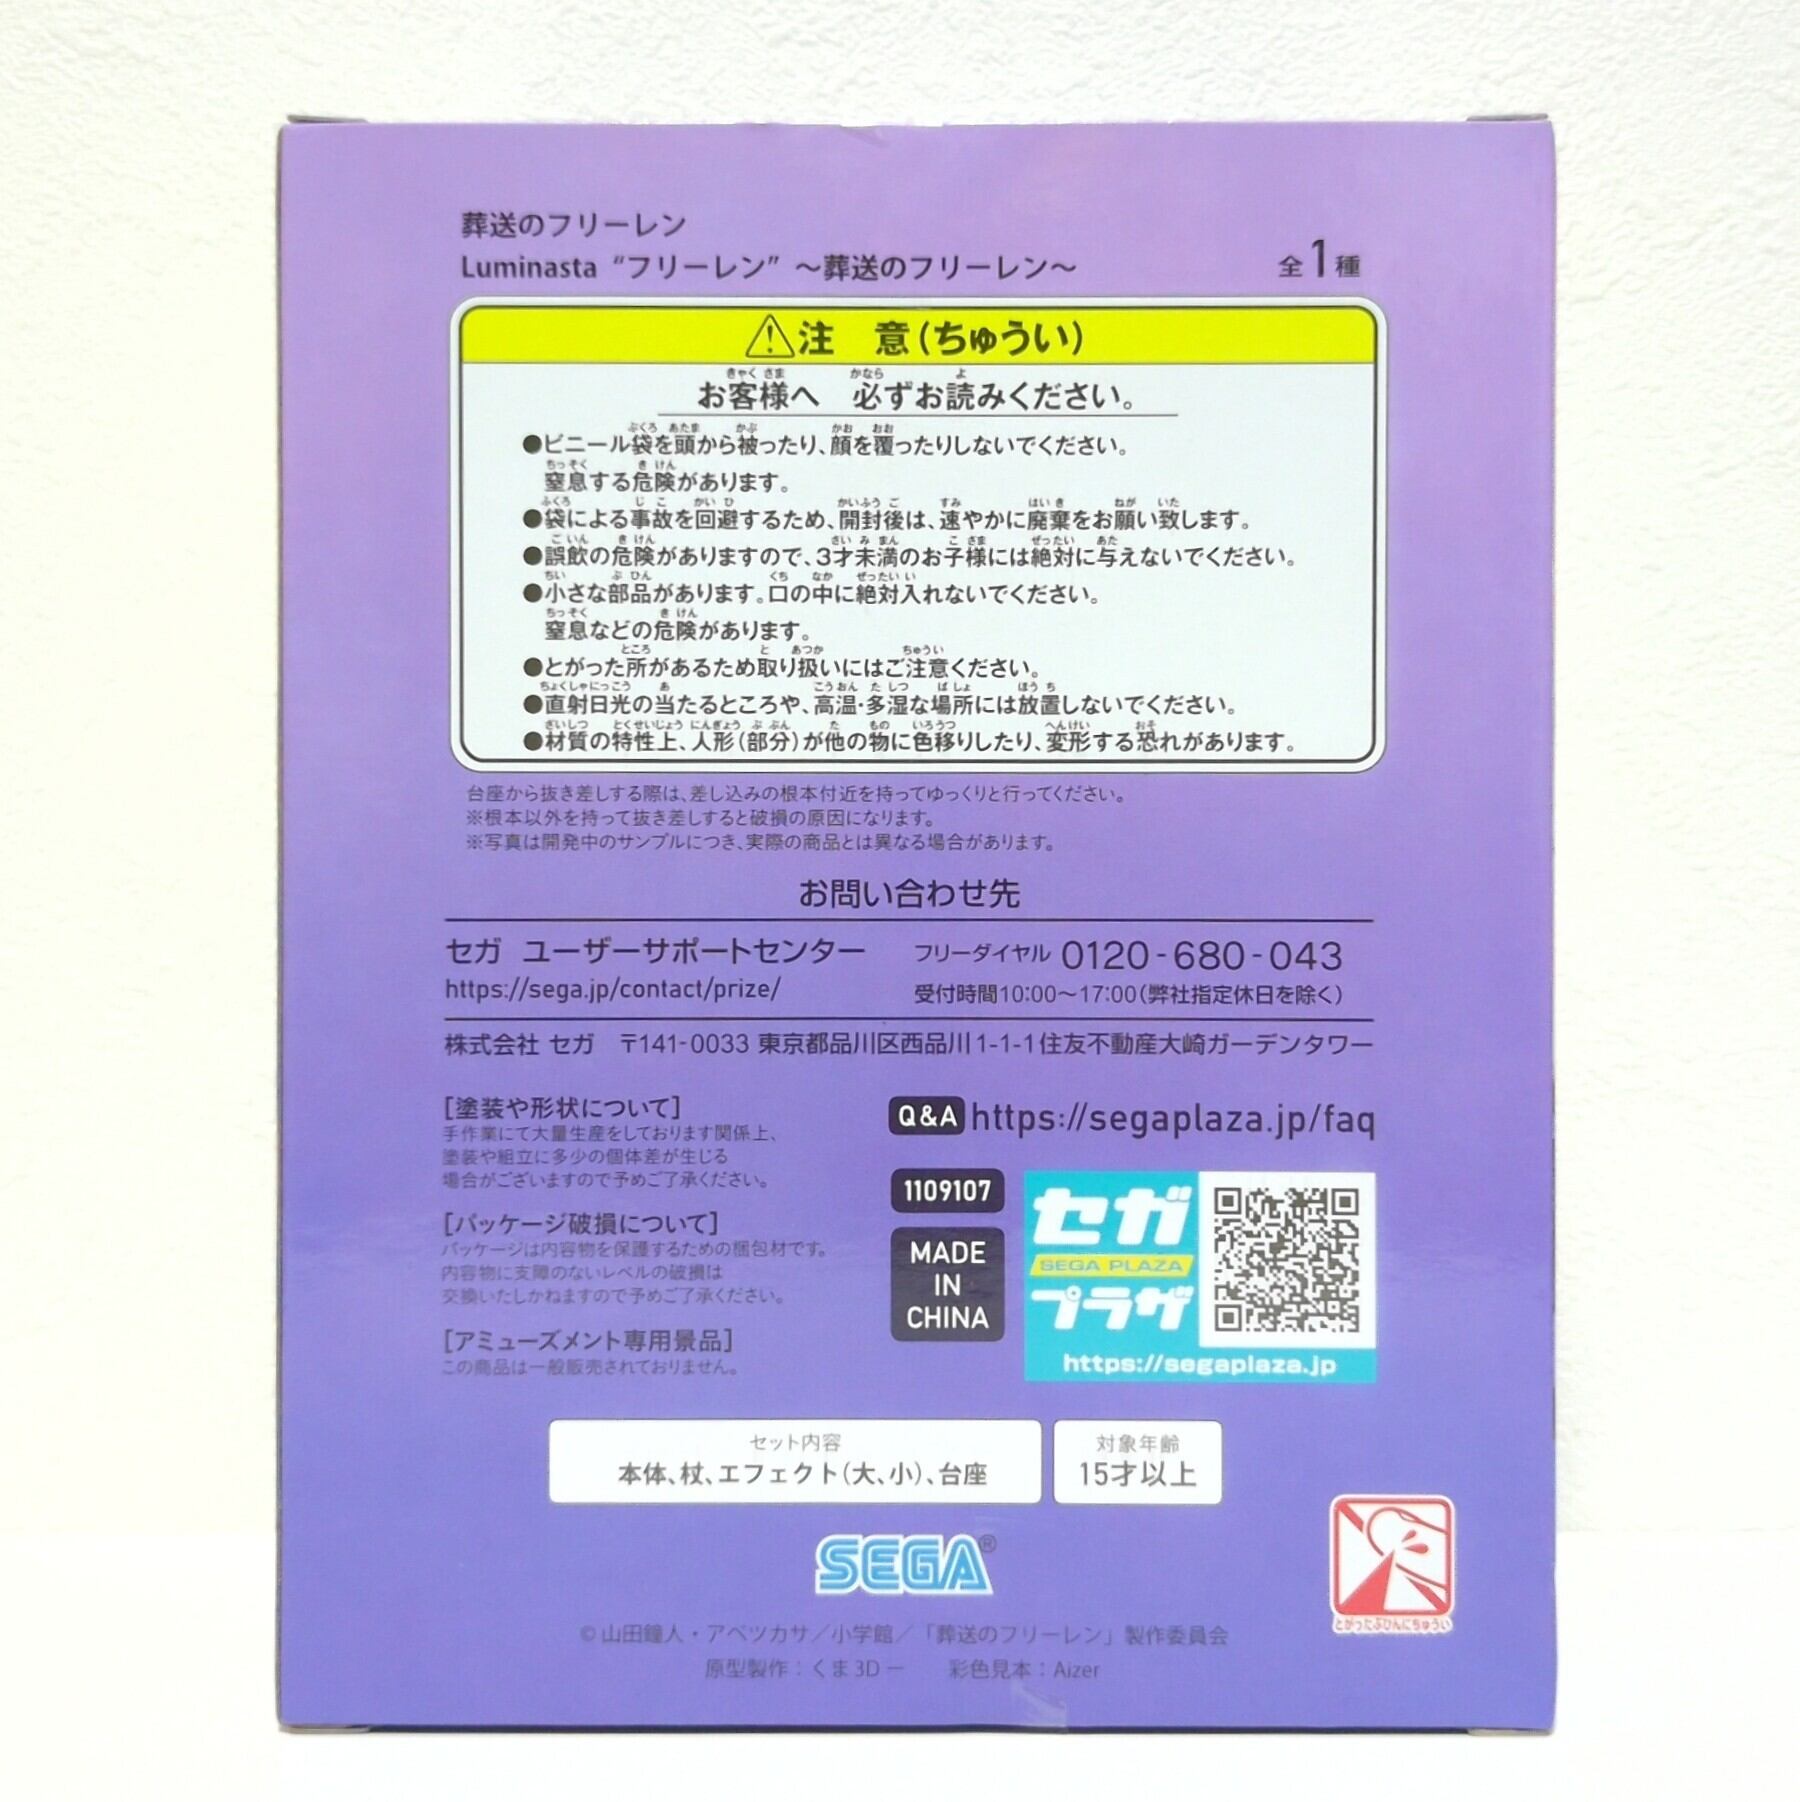 葬送のフリーレン
Luminasta “フリーレン” ～葬送のフリーレン～
全1種
注 意(ちゅうい)
お客様へ 必ずお読みください。
●ビニール袋を頭から被ったり、顔を覆ったりしないでください。
窒息する危険があります。
●袋による事故を回避するため、開封後は、速やかに廃棄をお願い致します。
●誤飲の危険がありますので、3才未満のお子様には絶対に与えないでください。
●小さな部品があります。口の中に絶対入れないでください。
窒息などの危険があります。
●とがった所があるため取り扱いにはご注意ください。
●直射日光の当たるところや、高温・多湿な場所には放置しないでください。
●材質の特性上、人形(部分)が他の物に色移りしたり、変形する恐れがあります。
台座から抜き差しする際は、差し込みの根本付近を持ってゆっくりと行ってください。
※根本以外を持って抜き差しすると破損の原因になります。
※写真は開発中のサンプルにつき、実際の商品とは異なる場合があります。
お問い合わせ先
セガ ユーザーサポートセンター
フリーダイヤル 0120-680-043
https://sega.jp/contact/prize/
受付時間10:00～17:00(弊社指定休日を除く)
株式会社 セガ 〒141-0033 東京都品川区西品川1-1-1住友不動産大崎ガーデンタワー
[塗装や形状について]
手作業にて大量生産をしております関係上、
塗装や組立に多少の個体差が生じる
場合がございますので予めご了承ください。
[パッケージ破損について]
パッケージは内容物を保護するための梱包材です。
内容物に支障のないレベルの破損は
交換いたしかねますので予めご了承ください。
[アミューズメント専用景品]
この商品は一般販売されておりません。
Q&A https://segaplaza.jp/faq
1109107
MADE
IN
CHINA
セガ
SEGA PLAZA
プラザ
https://segaplaza.jp
セット内容
本体、杖、エフェクト(大、小)、台座
対象年齢
15才以上
SEGA®
とがったぶひんにちゅうい
©山田鐘人・アベツカサ／小学館／「葬送のフリーレン」製作委員会
原型製作：くま3Dー 彩色見本：Aizer